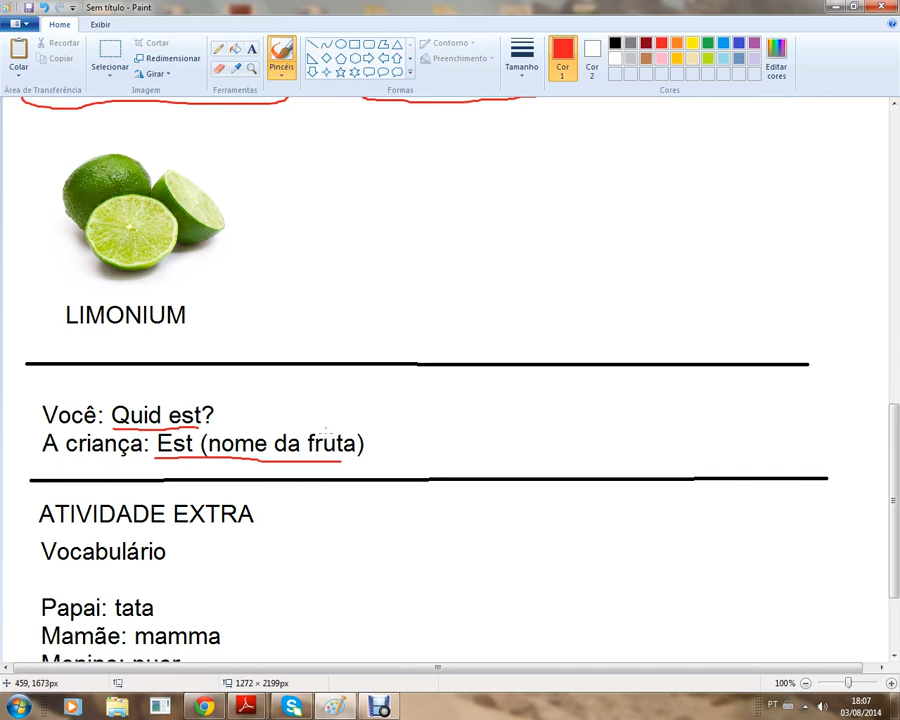 Sem título - Paint
Home Exibir
Colar
Recortar
Copiar
Área de Transferência
Selecionar
Cortar
Redimensionar
Girar
Imagem
A
Ferramentas
Pincéis
Contorno
Preenchimento
Formas
Tamanho
Cor 1
Cor 2
Editar cores
Cores
LIMONIUM
Você: Quid est?
A criança: Est (nome da fruta)
ATIVIDADE EXTRA
Vocabulário
Papai: tata
Mamãe: mamma
Menino: puer
459, 1673px
1272 × 2199px
100%
PT
18:07
03/08/2014